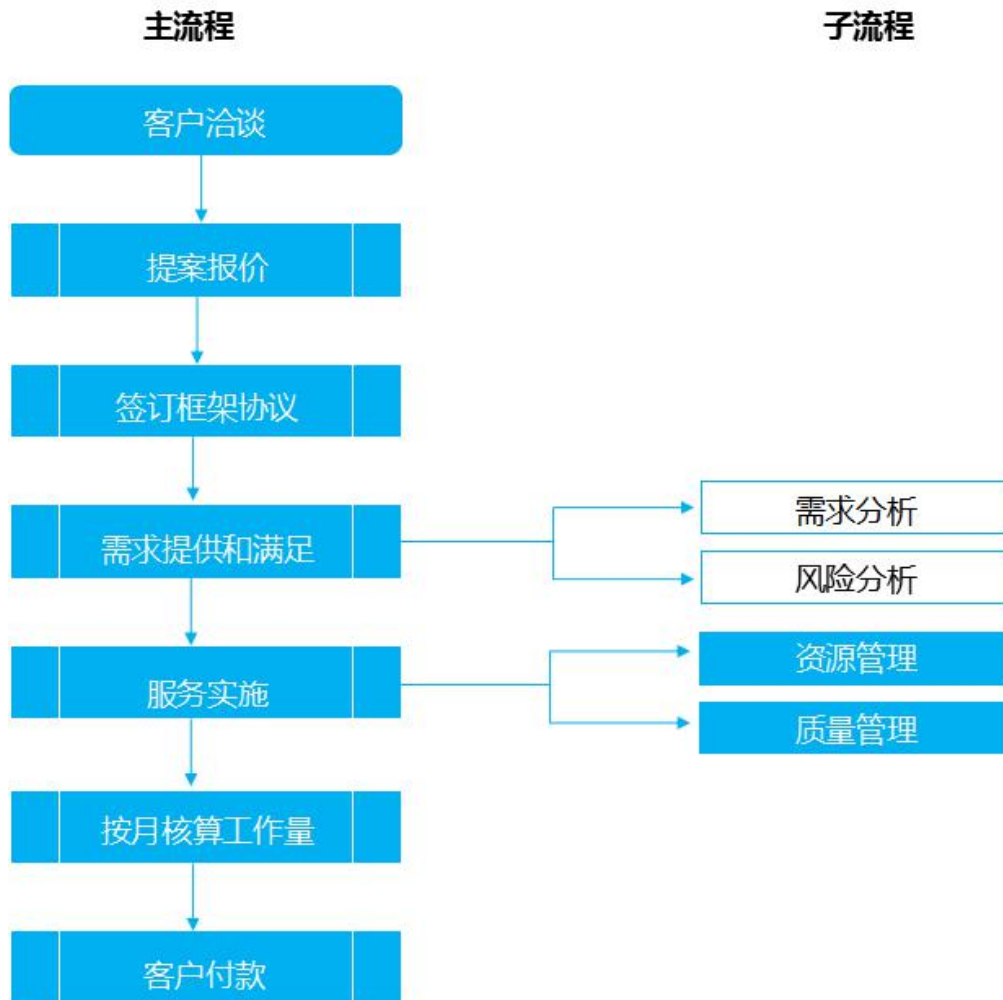 主流程
子流程
客户洽谈
提案报价
签订框架协议
需求提供和满足
需求分析
风险分析
服务实施
资源管理
质量管理
按月核算工作量
客户付款